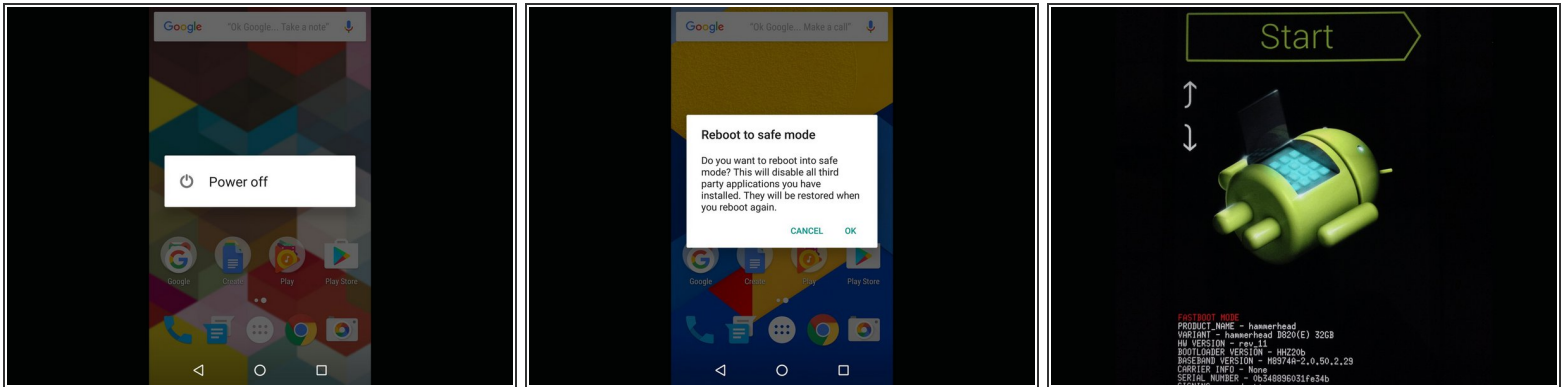 Google "Ok Google... Take a note"
Power off
Google
Create
Play
Play Store
Google "Ok Google... Make a call"
Reboot to safe mode
Do you want to reboot into safe
mode? This will disable all third
party applications you have
installed. They will be restored when
you reboot again.
CANCEL OK
Google
Create
Play
Play Store
Start
FASTBOOT MODE
PRODUCT_NAME - hammerhead
VARIANT - hammerhead D820(E) 32GB
HW VERSION - rev_11
BOOTLOADER VERSION - HHZ20b
BASEBAND VERSION - M8974A-2.0.50.2.29
CARRIER INFO - None
SERIAL NUMBER - 0b348896031fe34b